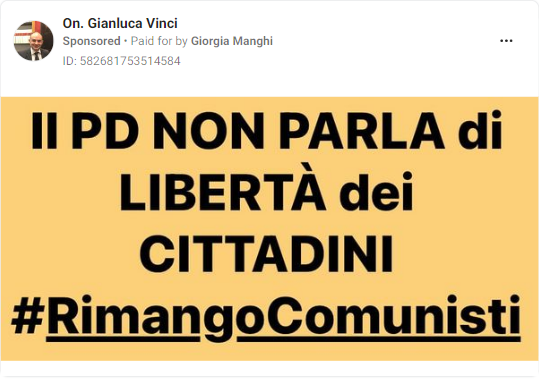 On. Gianluca Vinci
Sponsored • Paid for by Giorgia Manghi
ID: 582681753514584
Il PD NON PARLA di
LIBERTÀ dei
CITTADINI
#RimangoComunisti